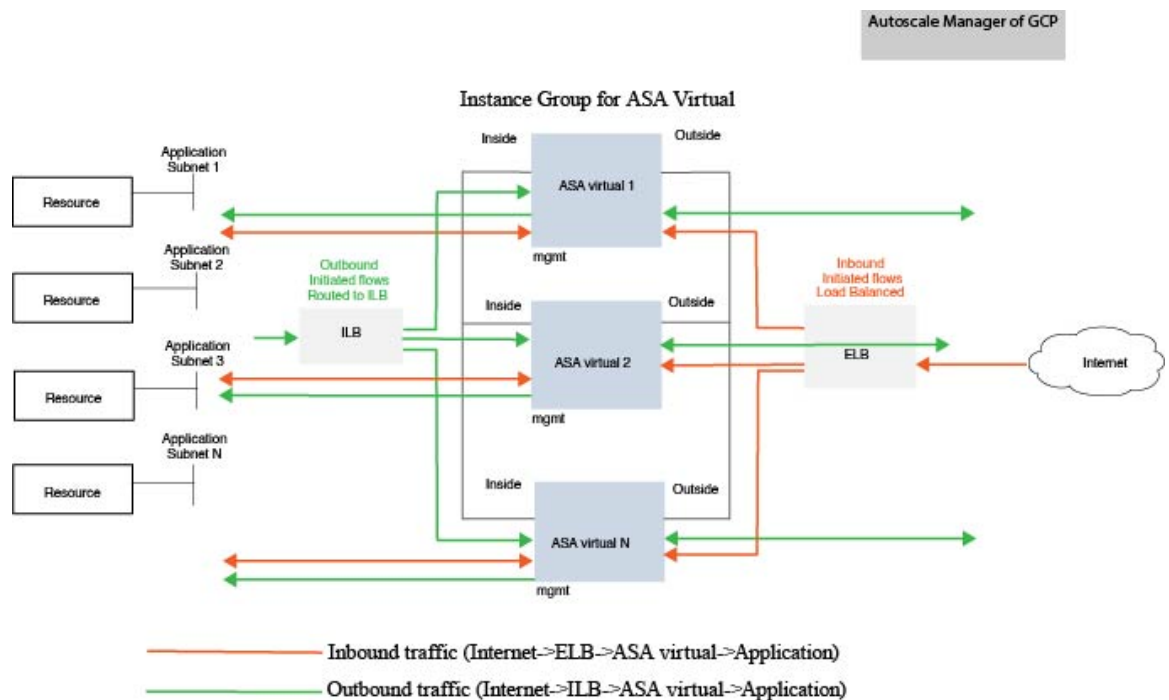 Autoscale Manager of GCP
Instance Group for ASA Virtual
Inside
Outside
Application
Subnet 1
Resource
ASA virtual 1
mgmt
Application
Subnet 2
Resource
Outbound
Initiated flows
Routed to ILB
ILB
Inbound
Initiated flows
Load Balanced
ELB
Inside
Outside
Application
Subnet 3
Resource
ASA virtual 2
mgmt
Internet
Application
Subnet N
Resource
Inside
Outside
ASA virtual N
mgmt
Inbound traffic (Internet->ELB->ASA virtual->Application)
Outbound traffic (Internet->ILB->ASA virtual->Application)